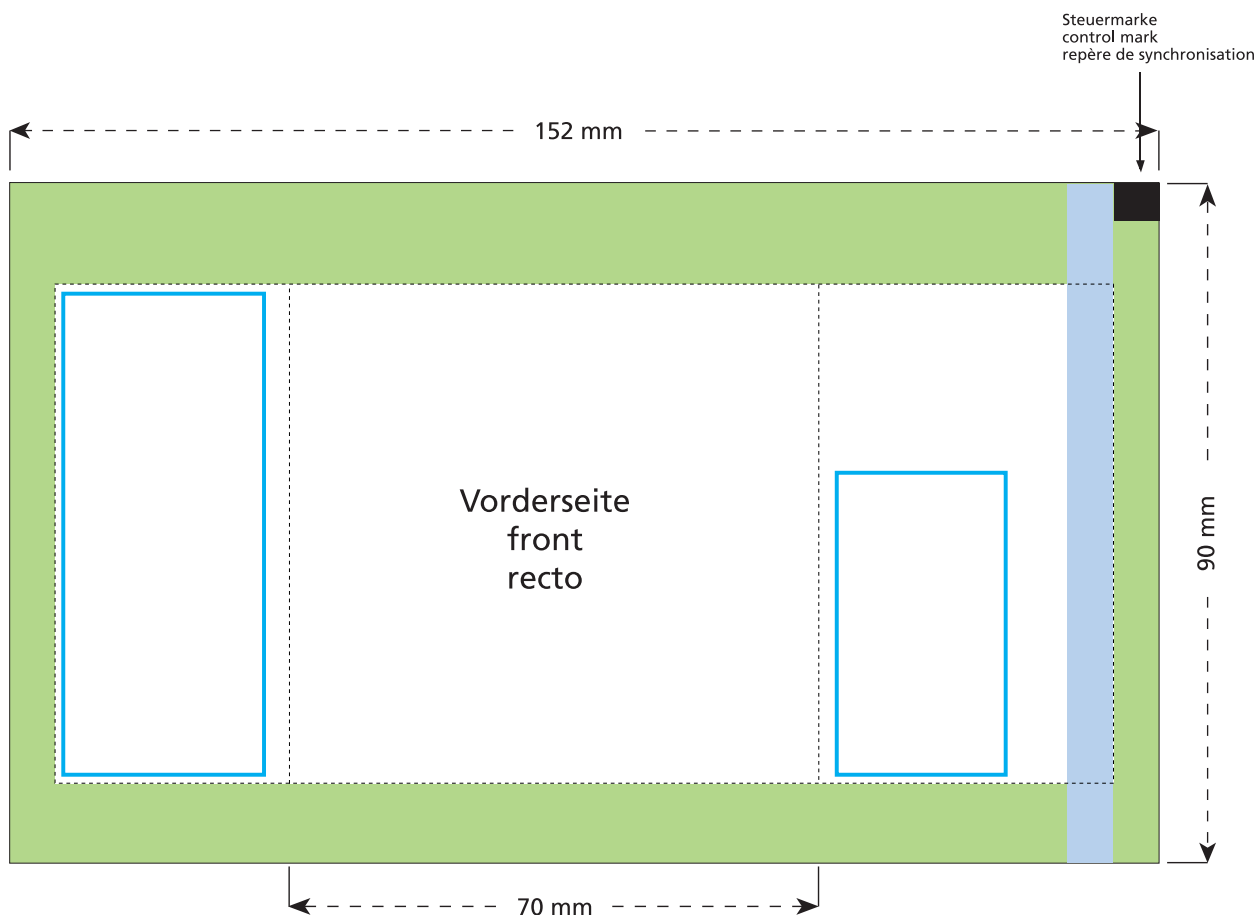 Steuermarke
control mark
repère de synchronisation
152 mm
Vorderseite
front
recto
90 mm
70 mm